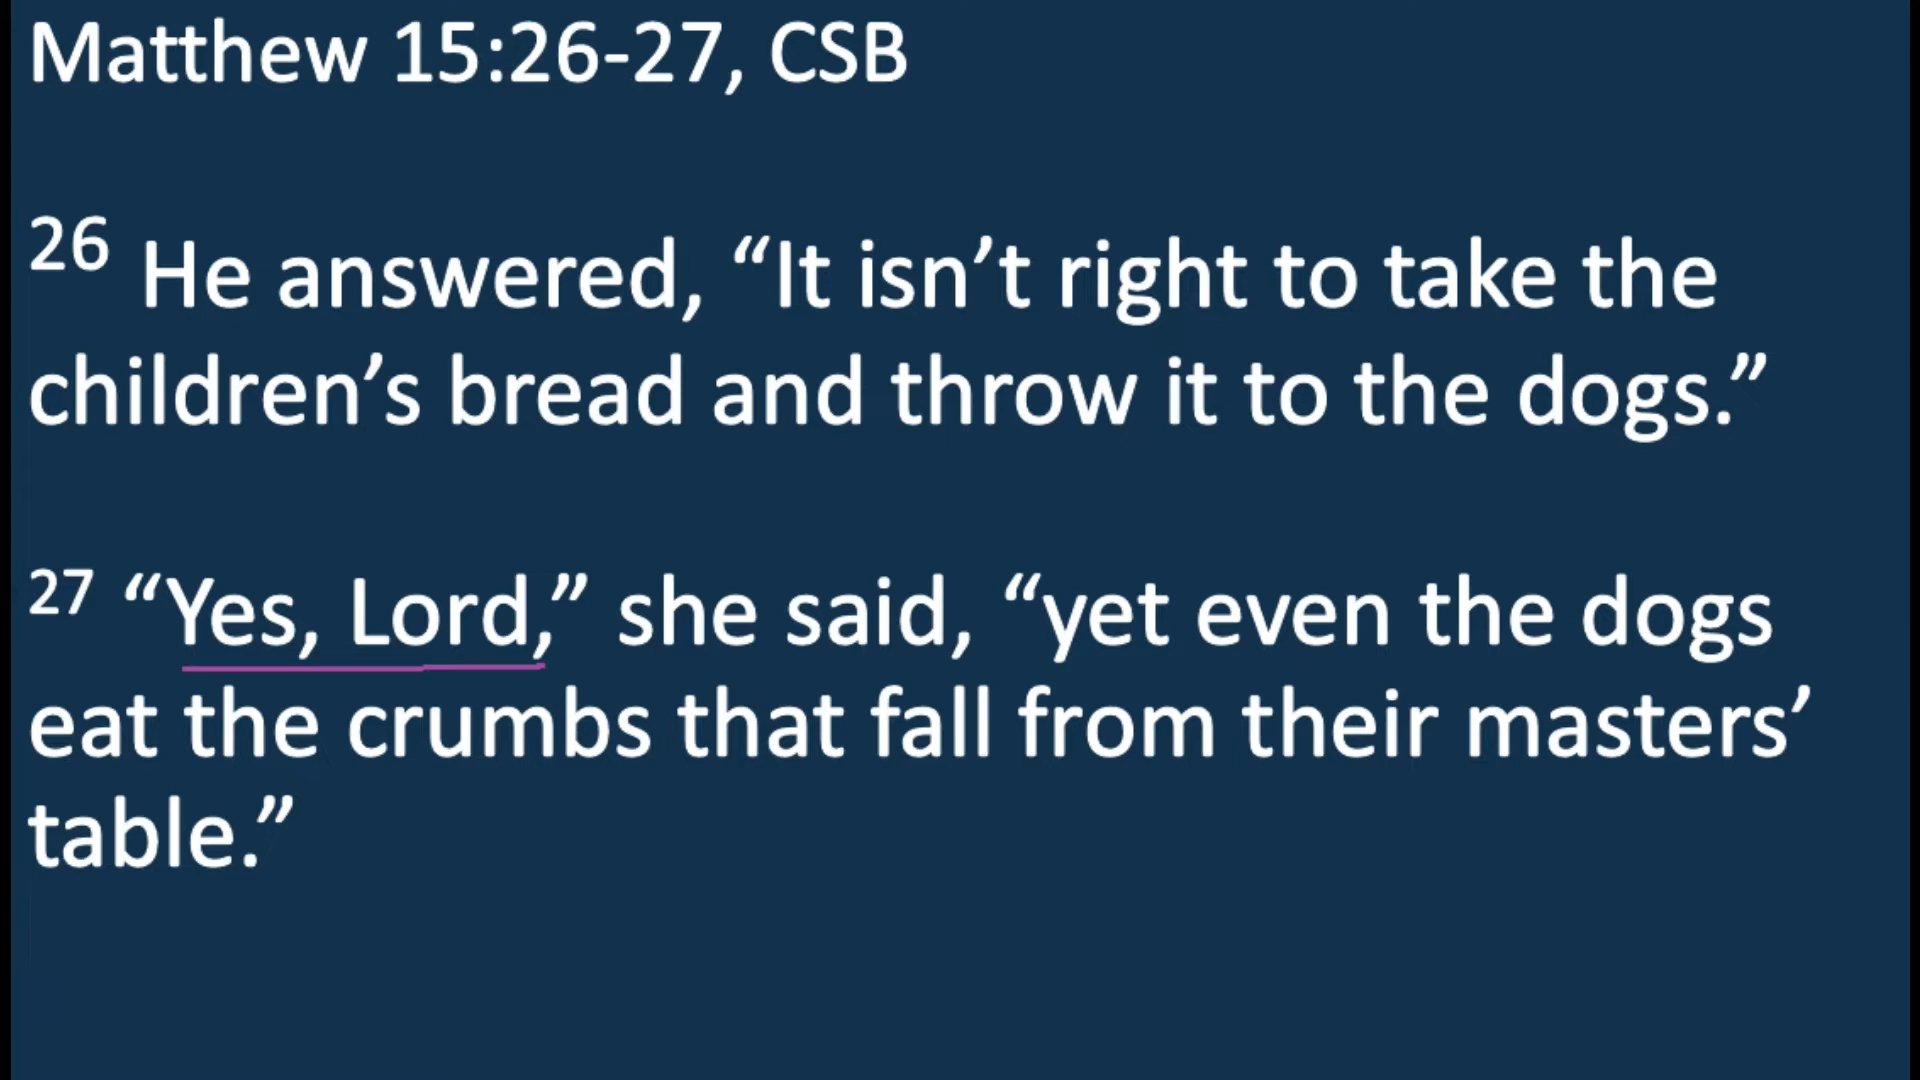 Matthew 15:26-27, CSB
26 He answered, “It isn’t right to take the
children’s bread and throw it to the dogs.”
27 “Yes, Lord,” she said, “yet even the dogs
eat the crumbs that fall from their masters’
table.”